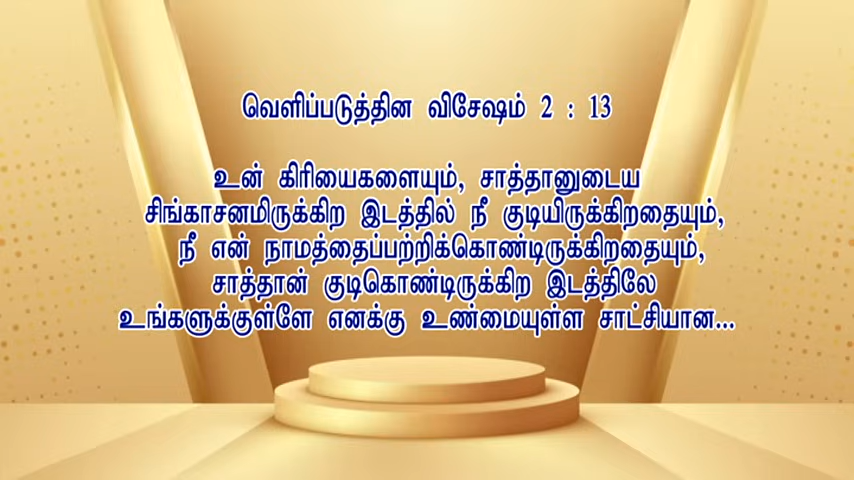 வெளிப்படுத்தின விசேஷம் 2 : 13
உன் கிரியைகளையும், சாத்தானுடைய
சிங்காசனமிருக்கிற இடத்தில் நீ குடியிருக்கிறதையும்,
நீ என் நாமத்தைப்பற்றிக்கொண்டிருக்கிறதையும்,
சாத்தான் குடிகொண்டிருக்கிற இடத்திலே
உங்களுக்குள்ளே எனக்கு உண்மையுள்ள சாட்சியான...